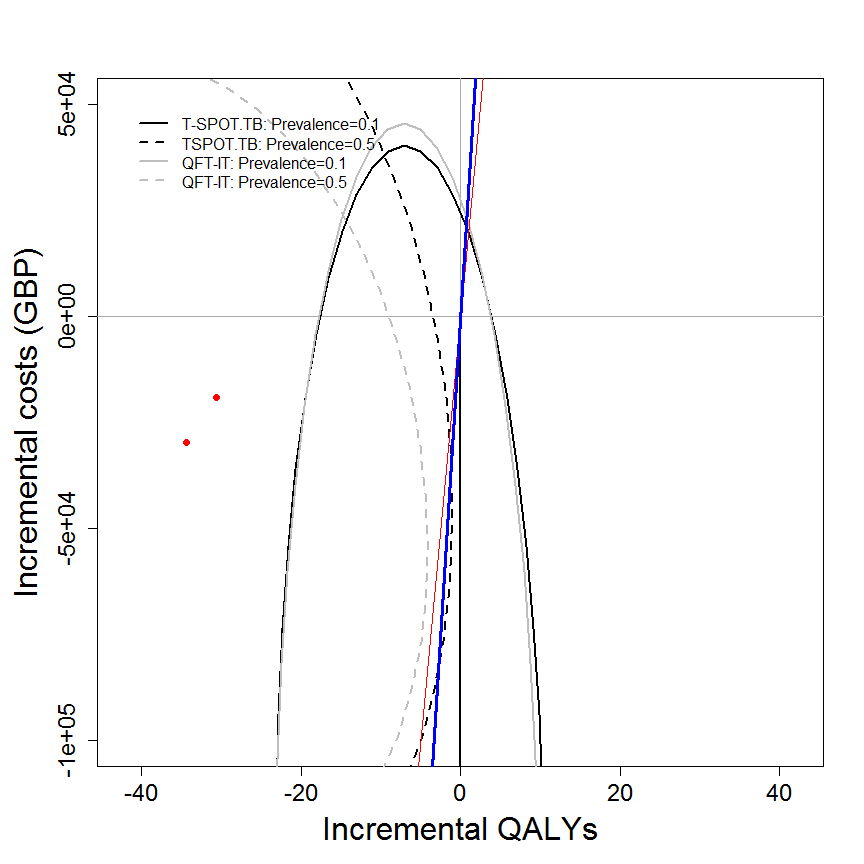 5e+04
T-SPOT.TB: Prevalence=0.1
TSPOT.TB: Prevalence=0.5
QFT-IT: Prevalence=0.1
QFT-IT: Prevalence=0.5
Incremental costs (GBP)
0e+00
-5e+04
-1e+05
-40 -20 0 20 40
Incremental QALYs